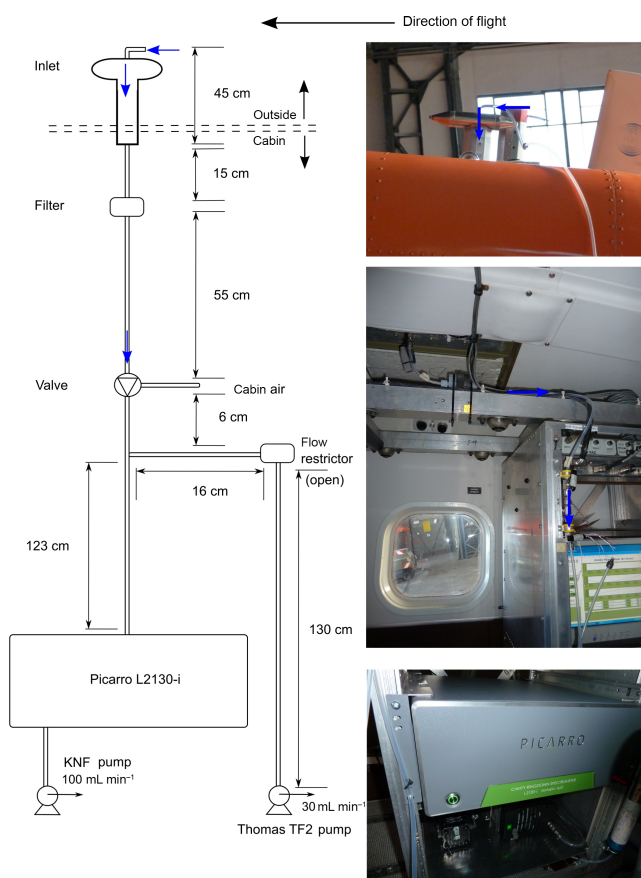 Direction of flight
Inlet
45 cm
Outside
Cabin
15 cm
Filter
55 cm
Valve
Cabin air
6 cm
Flow
restrictor
(open)
16 cm
123 cm
130 cm
Picarro L2130-i
KNF pump
100 mL min⁻¹
30 mL min⁻¹
Thomas TF2 pump
PICARRO